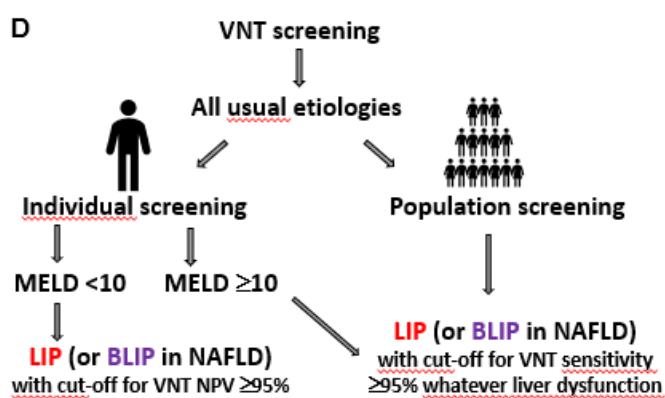 D
VNT screening
All usual etiologies
Individual screening
Population screening
MELD <10
MELD ≥10
LIP (or BLIP in NAFLD)
with cut-off for VNT NPV ≥95%
LIP (or BLIP in NAFLD)
with cut-off for VNT sensitivity
≥95% whatever liver dysfunction